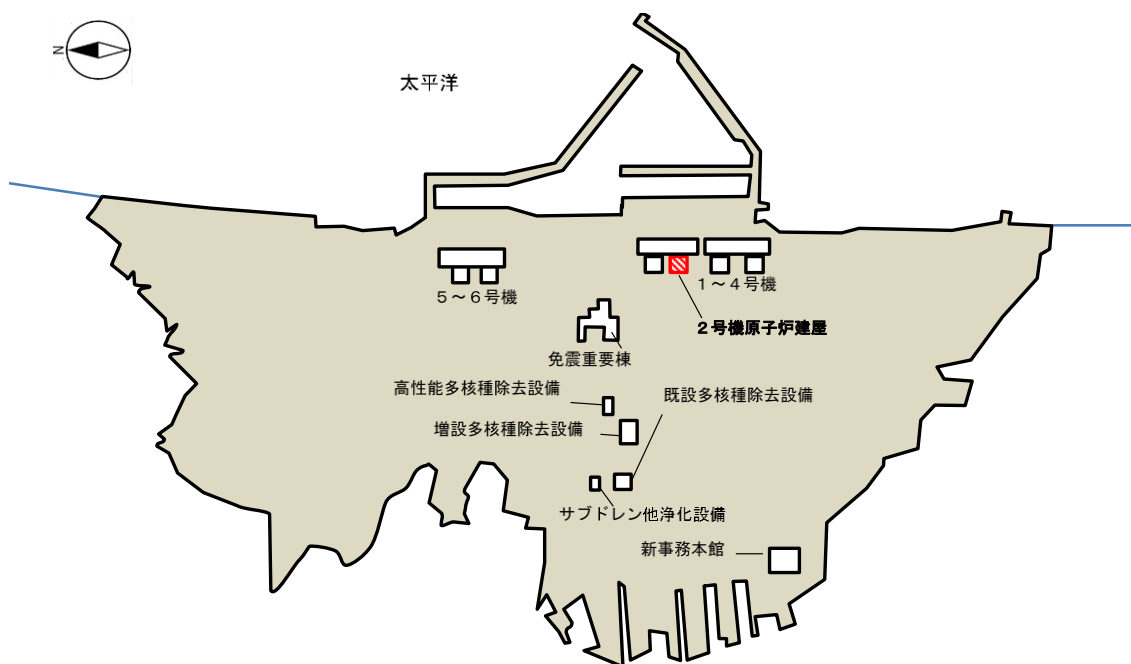 N
太平洋
5～6号機
1～4号機
2号機原子炉建屋
免震重要棟
高性能多核種除去設備
既設多核種除去設備
増設多核種除去設備
サブドレン他浄化設備
新事務本館